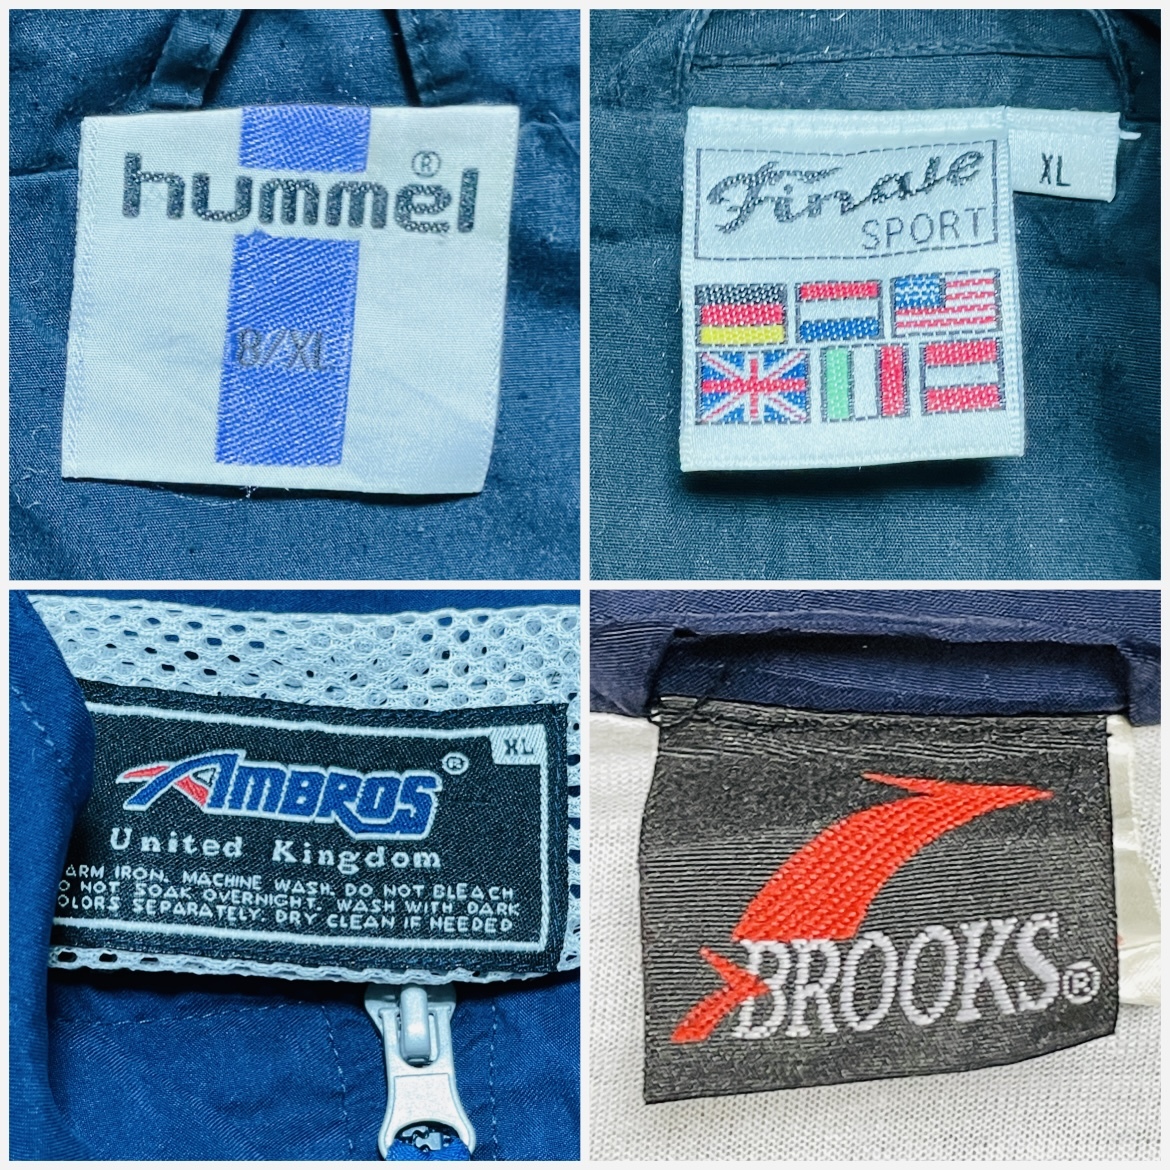 hummel®
8/XL
Finale
SPORT
XL
AMBROS®
XL
United Kingdom
ARM IRON. MACHINE WASH. DO NOT BLEACH
O NOT SOAK OVERNIGHT. WASH WITH DARK
OLORS SEPARATELY. DRY CLEAN IF NEEDED
BROOKS®